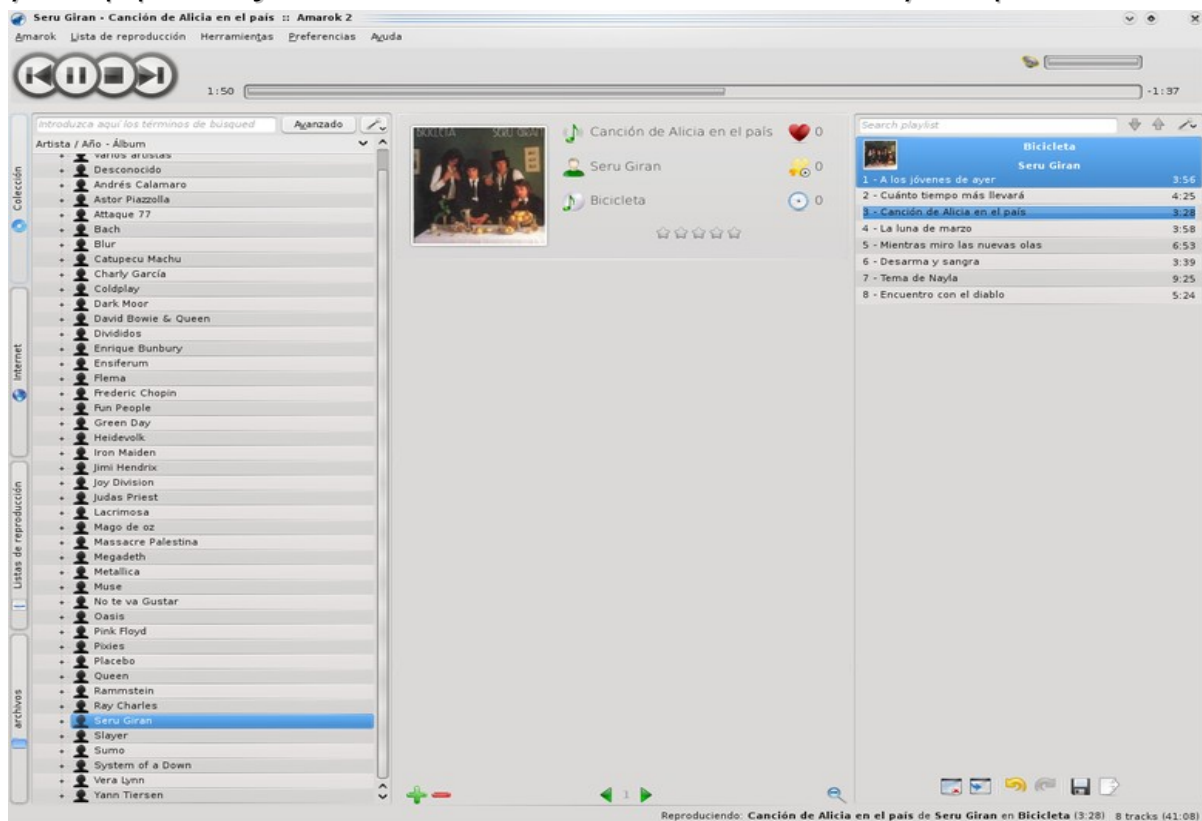 Seru Giran - Canción de Alicia en el país :: Amarok 2
Amarok Lista de reproducción Herramientas Preferencias Ayuda
1:50 -1:37
Colección
Internet
Listas de reproducción
archivos
Introduzca aquí los términos de búsqued Avanzado
Artista / Año - Álbum
Varios artistas
Desconocido
Andrés Calamaro
Astor Piazzolla
Attaque 77
Bach
Blur
Catupecu Machu
Charly García
Coldplay
Dark Moor
David Bowie & Queen
Divididos
Enrique Bunbury
Ensiferum
Flema
Frederic Chopin
Fun People
Green Day
Heidevolk
Iron Maiden
Jimi Hendrix
Joy Division
Judas Priest
Lacrimosa
Mago de oz
Massacre Palestina
Megadeth
Metallica
Muse
No te va Gustar
Oasis
Pink Floyd
Pixies
Placebo
Queen
Rammstein
Ray Charles
Seru Giran
Slayer
Sumo
System of a Down
Vera Lynn
Yann Tiersen
BICICLETA SERU GIRAN
Canción de Alicia en el país 0
Seru Giran 0
Bicicleta 0
1
Search playlist
Bicicleta
Seru Giran
1 - A los jóvenes de ayer 3:56
2 - Cuánto tiempo más llevará 4:25
3 - Canción de Alicia en el país 3:28
4 - La luna de marzo 3:58
5 - Mientras miro las nuevas olas 6:53
6 - Desarma y sangra 3:39
7 - Tema de Nayla 9:25
8 - Encuentro con el diablo 5:24
Reproduciendo: Canción de Alicia en el país de Seru Giran en Bicicleta (3:28) 8 tracks (41:08)